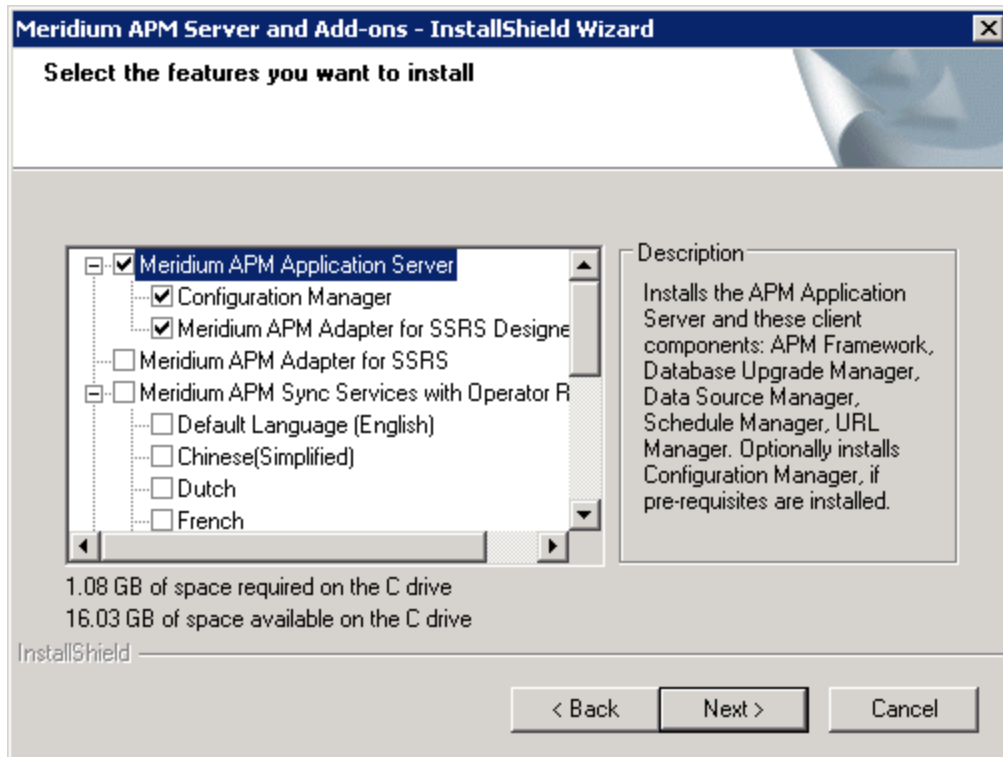 Meridium APM Server and Add-ons - InstallShield Wizard
Select the features you want to install
Meridium APM Application Server
Configuration Manager
Meridium APM Adapter for SSRS Designe
Meridium APM Adapter for SSRS
Meridium APM Sync Services with Operator R
Default Language (English)
Chinese(Simplified)
Dutch
French
Description
Installs the APM Application
Server and these client
components: APM Framework,
Database Upgrade Manager,
Data Source Manager,
Schedule Manager, URL
Manager. Optionally installs
Configuration Manager, if
pre-requisites are installed.
1.08 GB of space required on the C drive
16.03 GB of space available on the C drive
InstallShield
< Back
Next >
Cancel